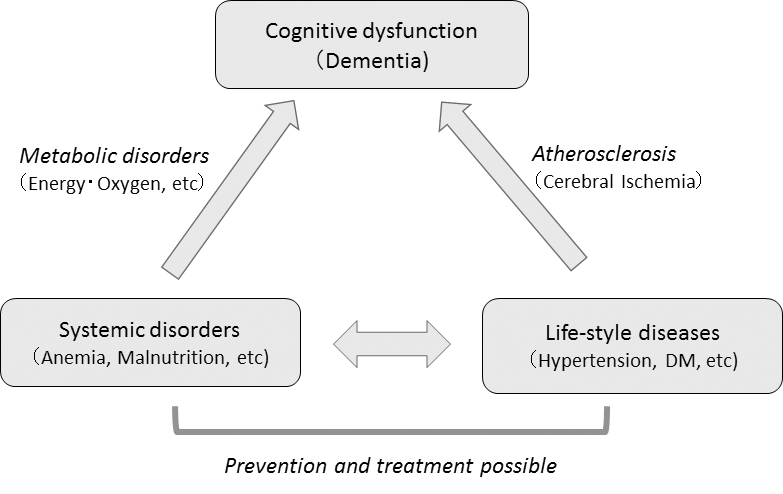 Cognitive dysfunction
（Dementia)
Metabolic disorders
（Energy・Oxygen, etc）
Atherosclerosis
（Cerebral Ischemia）
Systemic disorders
（Anemia, Malnutrition, etc)
Life-style diseases
（Hypertension, DM, etc)
Prevention and treatment possible